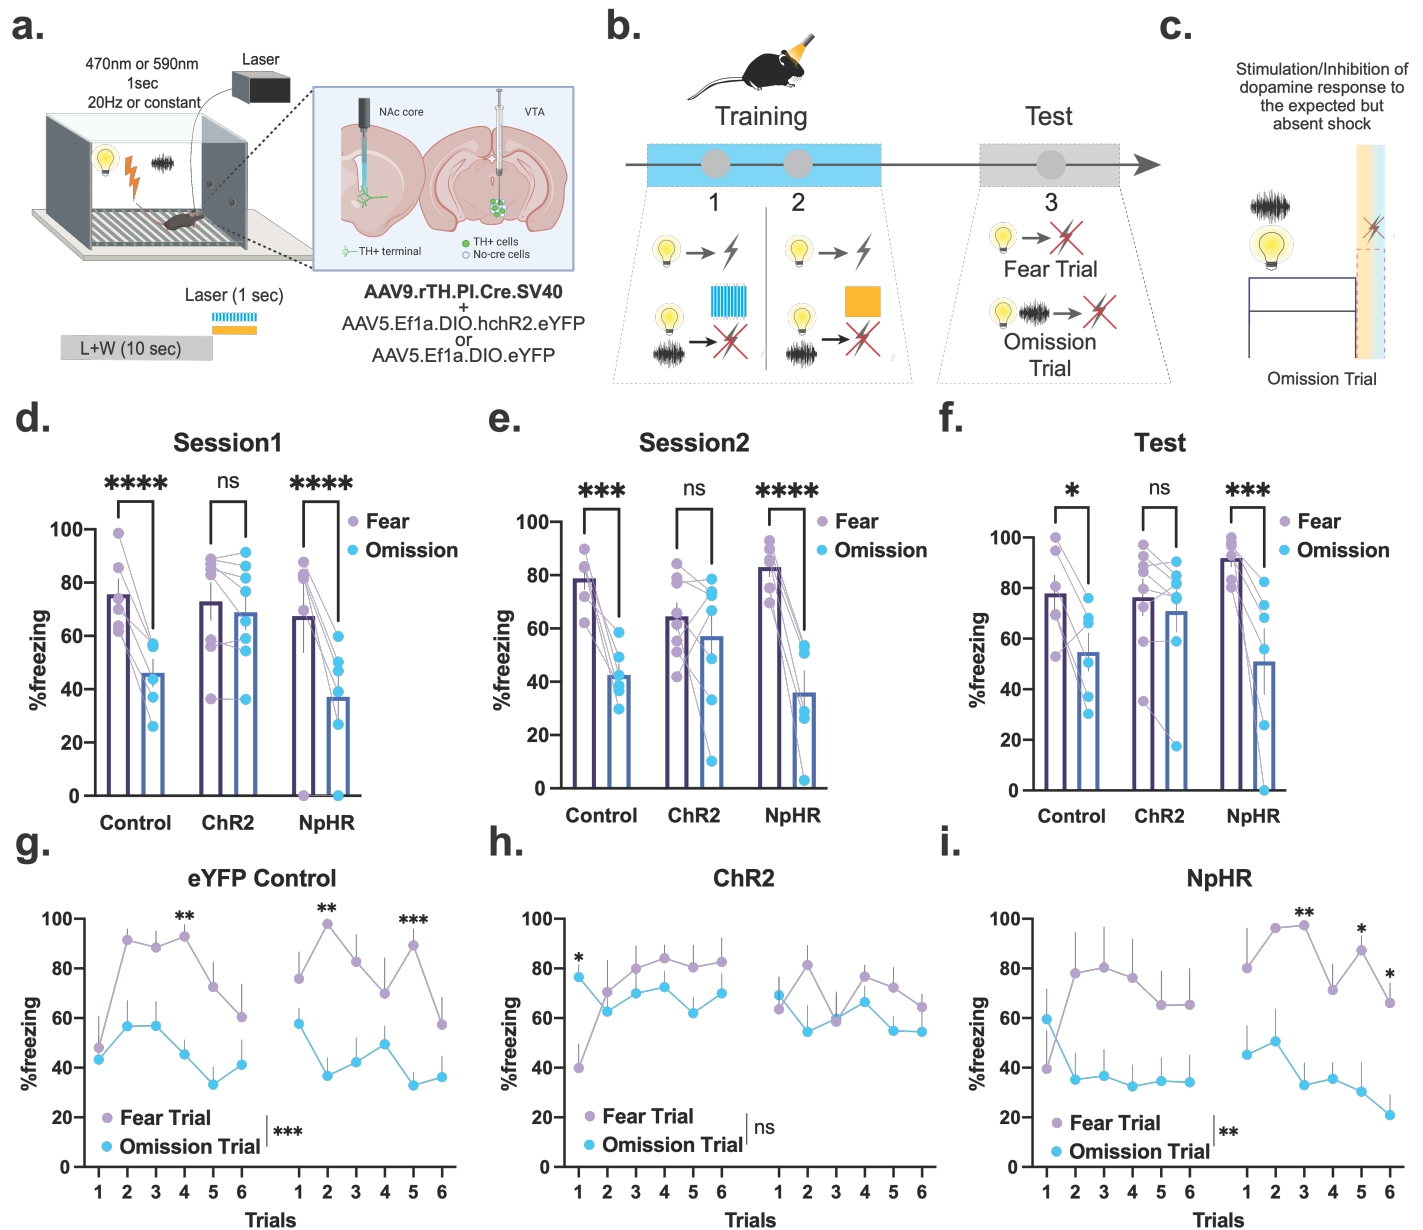 a.
470nm or 590nm
1sec
20Hz or constant
Laser
NAc core
VTA
TH+ terminal
TH+ cells
No-cre cells
Laser (1 sec)
L+W (10 sec)
AAV9.rTH.PI.Cre.SV40
+
AAV5.Ef1a.DIO.hchR2.eYFP
or
AAV5.Ef1a.DIO.eYFP
b.
Training
Test
1
2
3
Fear Trial
Omission
Trial
c.
Stimulation/Inhibition of
dopamine response to
the expected but
absent shock
Omission Trial
d.
Session1
**** ns ****
Fear
Omission
%freezing
100
80
60
40
20
0
Control ChR2 NpHR
e.
Session2
*** ns ****
Fear
Omission
%freezing
100
80
60
40
20
0
Control ChR2 NpHR
f.
Test
* ns ***
Fear
Omission
%freezing
100
80
60
40
20
0
Control ChR2 NpHR
g.
eYFP Control
** ** ***
%freezing
100
80
60
40
20
0
Fear Trial
Omission Trial
***
1 2 3 4 5 6 1 2 3 4 5 6
Trials
h.
ChR2
*
%freezing
100
80
60
40
20
0
Fear Trial
Omission Trial
ns
1 2 3 4 5 6 1 2 3 4 5 6
Trials
i.
NpHR
** * *
%freezing
100
80
60
40
20
0
Fear Trial
Omission Trial
**
1 2 3 4 5 6 1 2 3 4 5 6
Trials